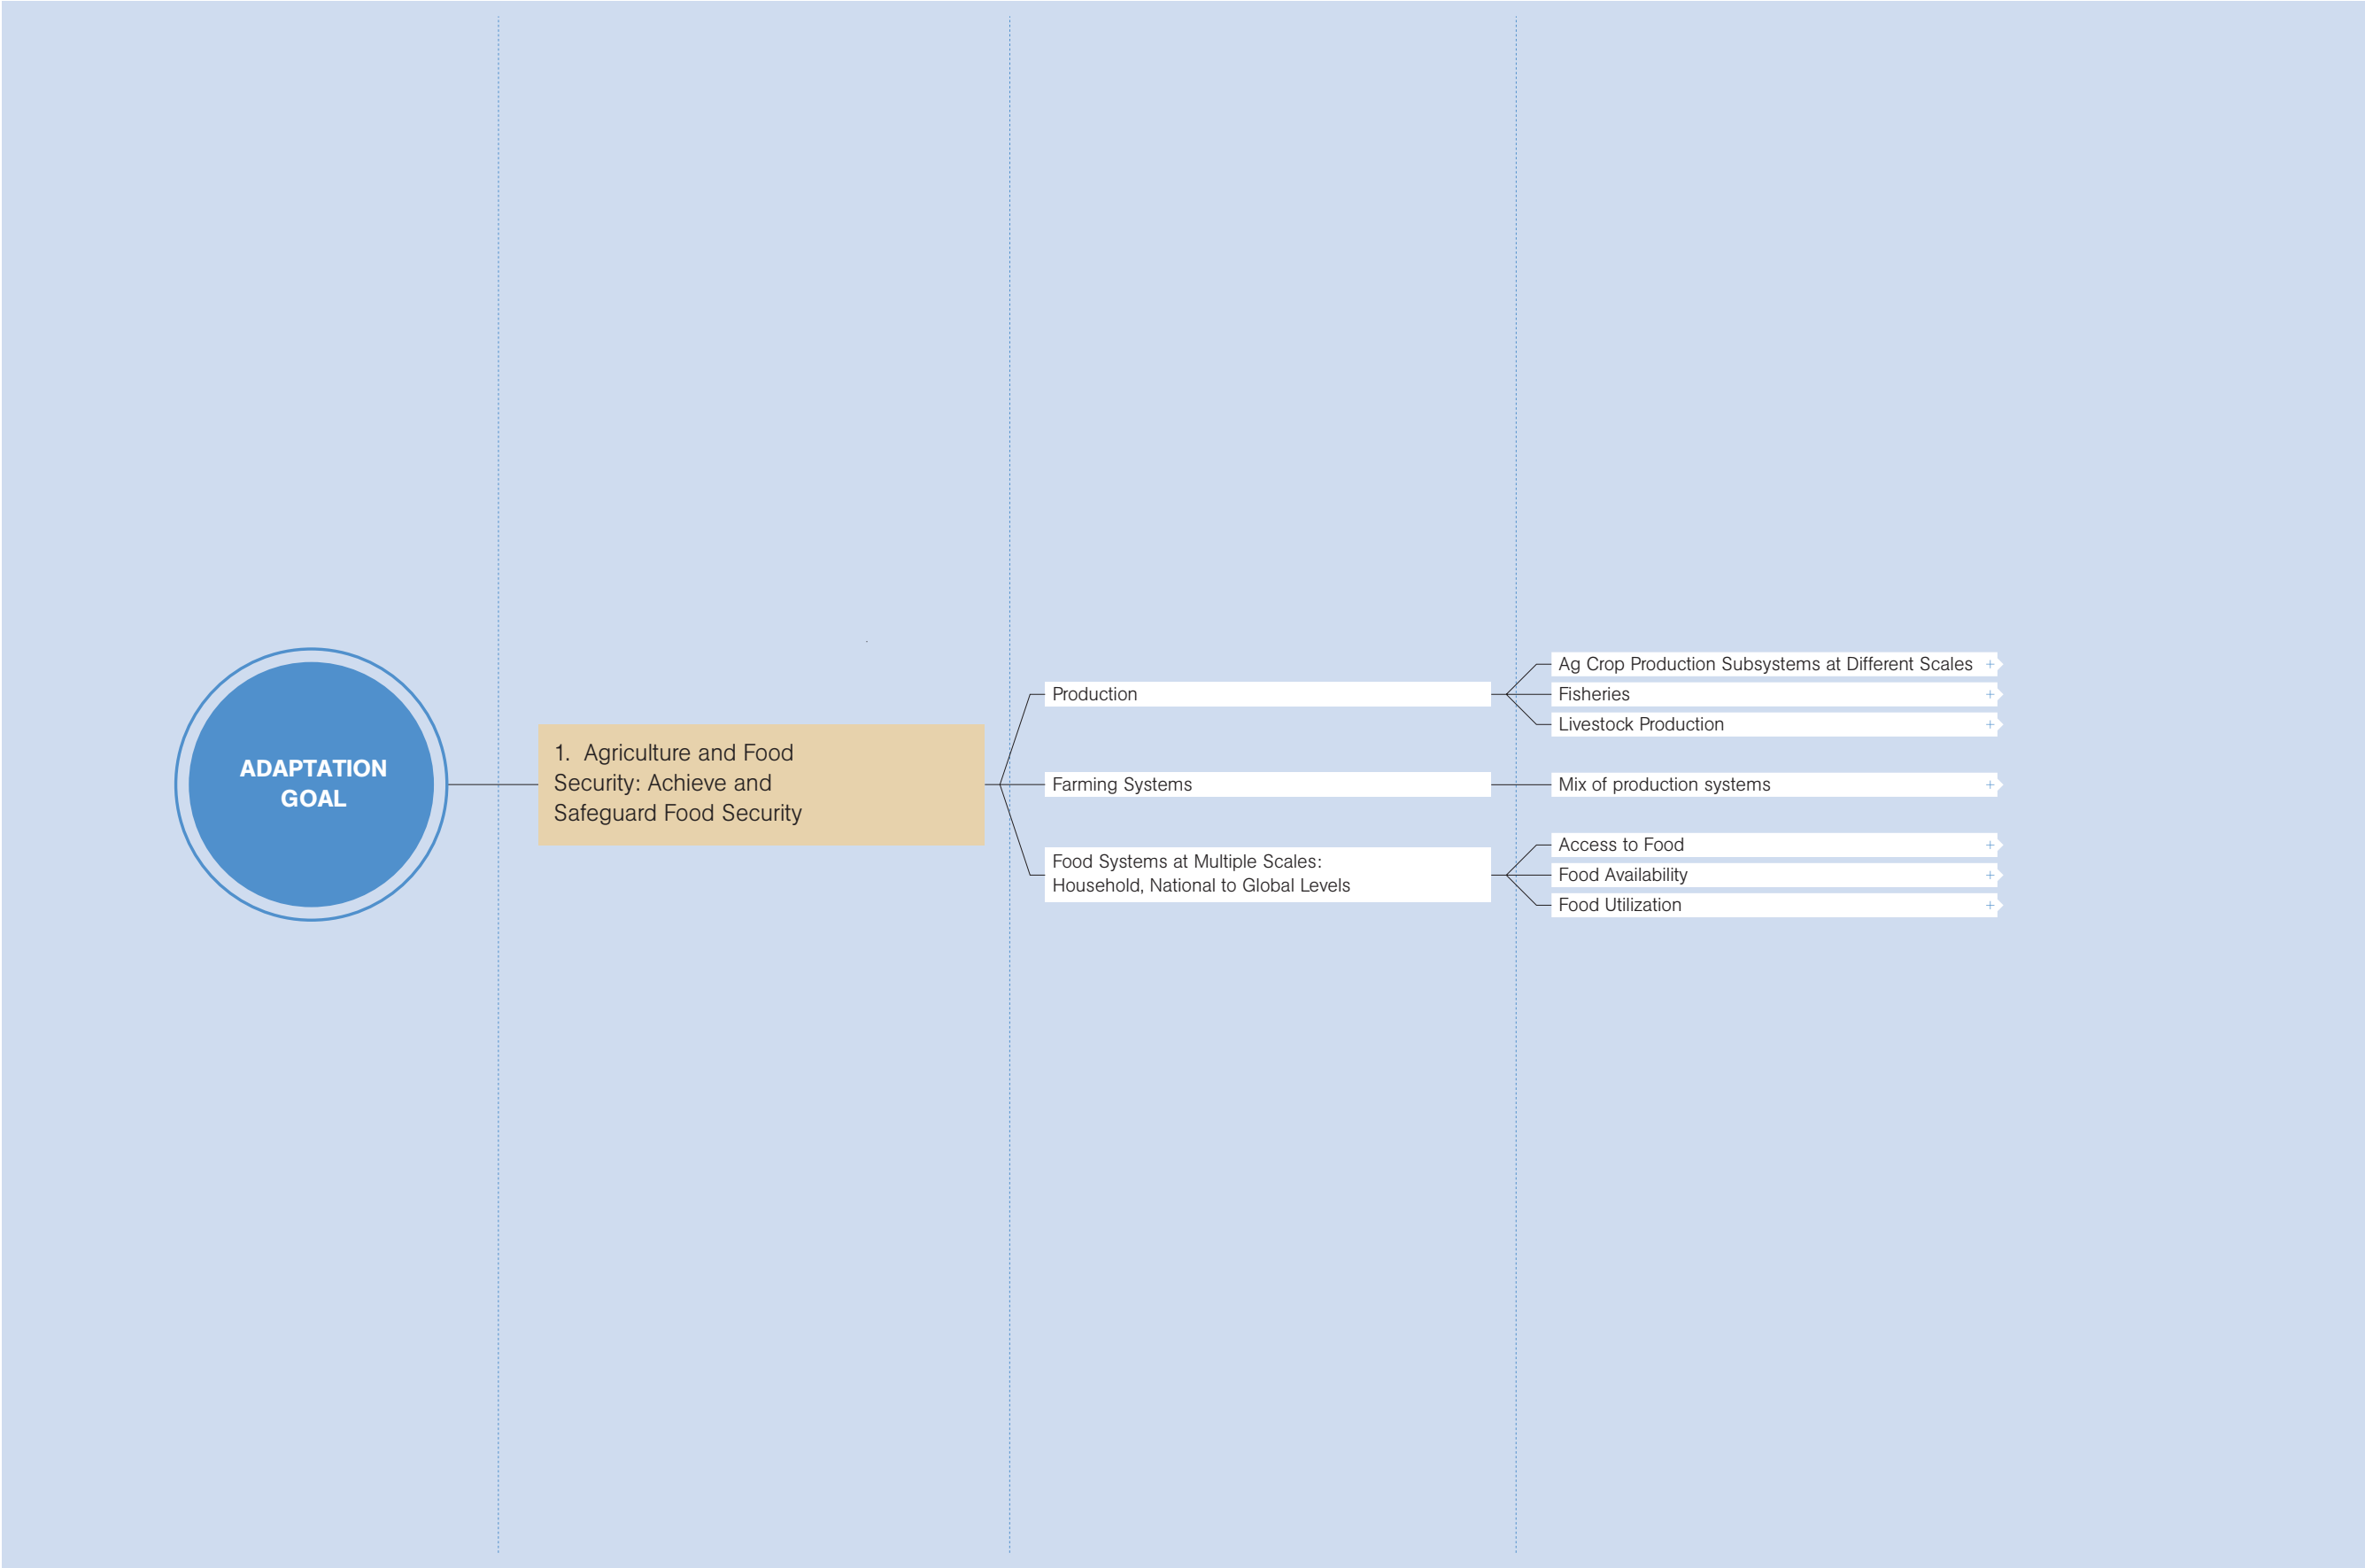 ADAPTATION
GOAL
1. Agriculture and Food
Security: Achieve and
Safeguard Food Security
Production
Ag Crop Production Subsystems at Different Scales +
Fisheries +
Livestock Production +
Farming Systems
Mix of production systems +
Food Systems at Multiple Scales:
Household, National to Global Levels
Access to Food +
Food Availability +
Food Utilization +